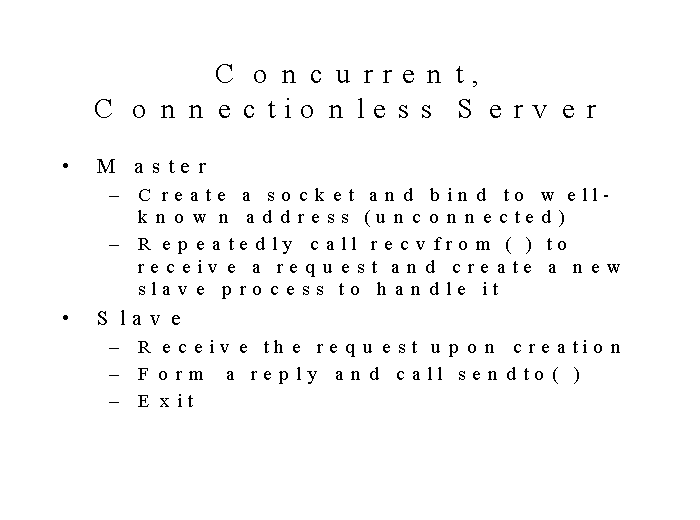 Concurrent,
Connectionless Server
• Master
– Create a socket and bind to well-
known address (unconnected)
– Repeatedly call recvfrom ( ) to
receive a request and create a new
slave process to handle it
• Slave
– Receive the request upon creation
– Form a reply and call sendto( )
– Exit